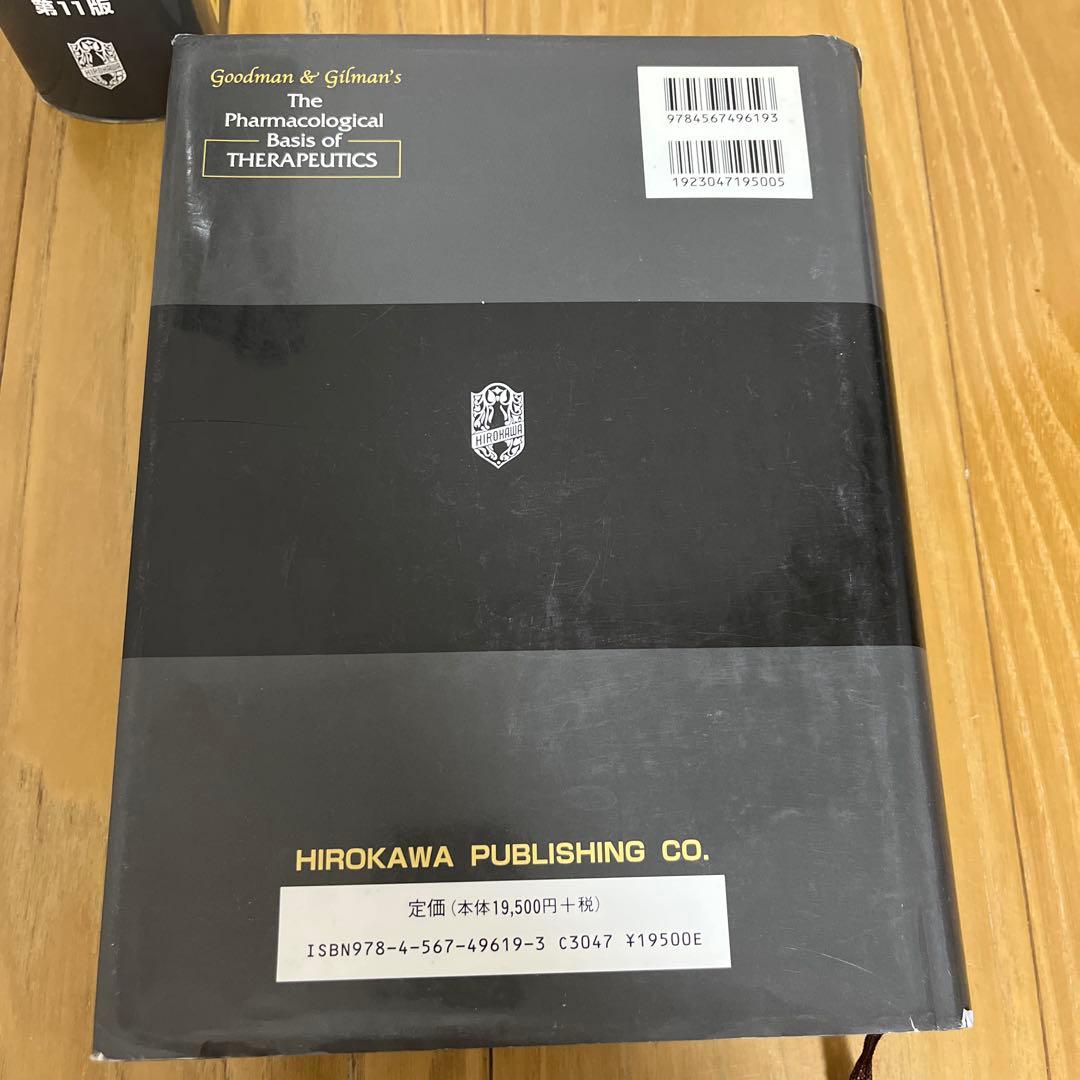 第11版
HIROKAWA
Goodman & Gilman's
The
Pharmacological
Basis of
THERAPEUTICS
9784567496193
1923047195005
HIROKAWA
HIROKAWA PUBLISHING CO.
定価(本体19,500円+税)
ISBN978-4-567-49619-3 C3047 ¥19500E